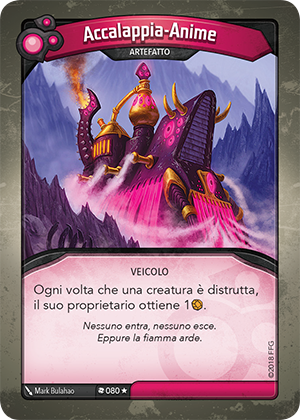 Accalappia-Anime
ARTEFATTO
VEICOLO
Ogni volta che una creatura è distrutta,
il suo proprietario ottiene 1.
Nessuno entra, nessuno esce.
Eppure la fiamma arde.
©2018 FFG
Mark Bulahao
080★